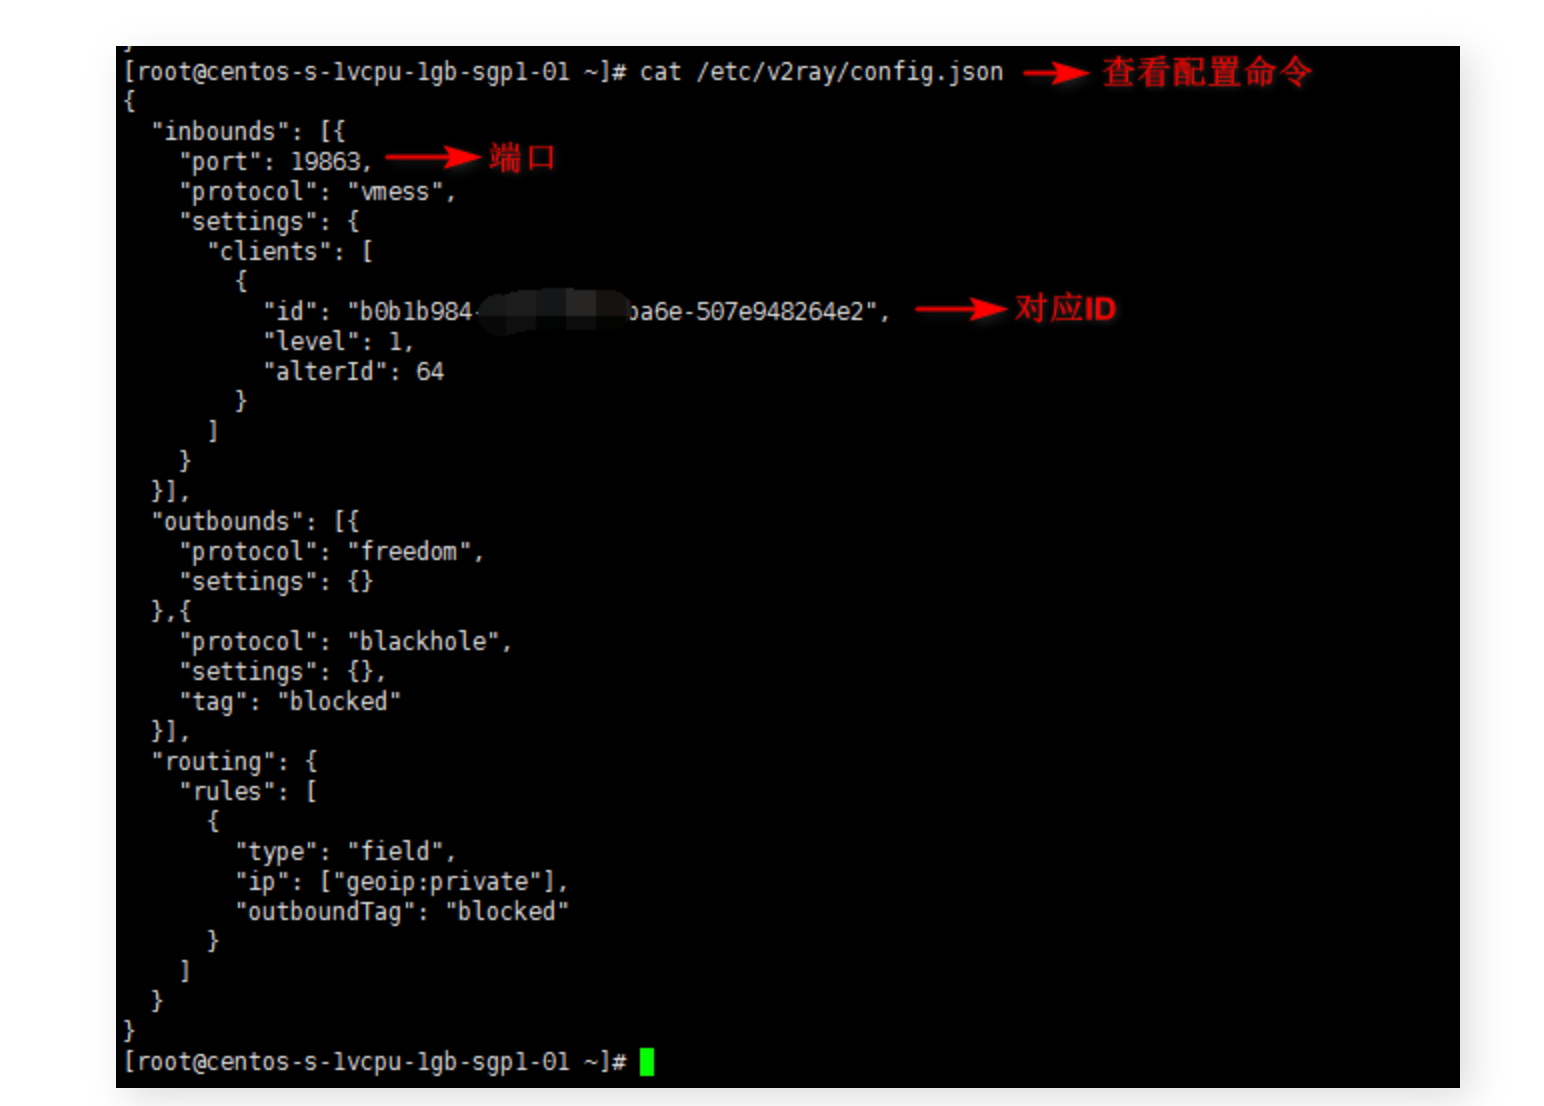 }
[root@centos-s-1vcpu-1gb-sgp1-01 ~]# cat /etc/v2ray/config.json 查看配置命令
{
"inbounds": [{
"port": 19863, 端口
"protocol": "vmess",
"settings": {
"clients": [
{
"id": "b0b1b984- ba6e-507e948264e2", 对应ID
"level": 1,
"alterId": 64
}
]
}
}],
"outbounds": [{
"protocol": "freedom",
"settings": {}
},{
"protocol": "blackhole",
"settings": {},
"tag": "blocked"
}],
"routing": {
"rules": [
{
"type": "field",
"ip": ["geoip:private"],
"outboundTag": "blocked"
}
]
}
}
[root@centos-s-1vcpu-1gb-sgp1-01 ~]#